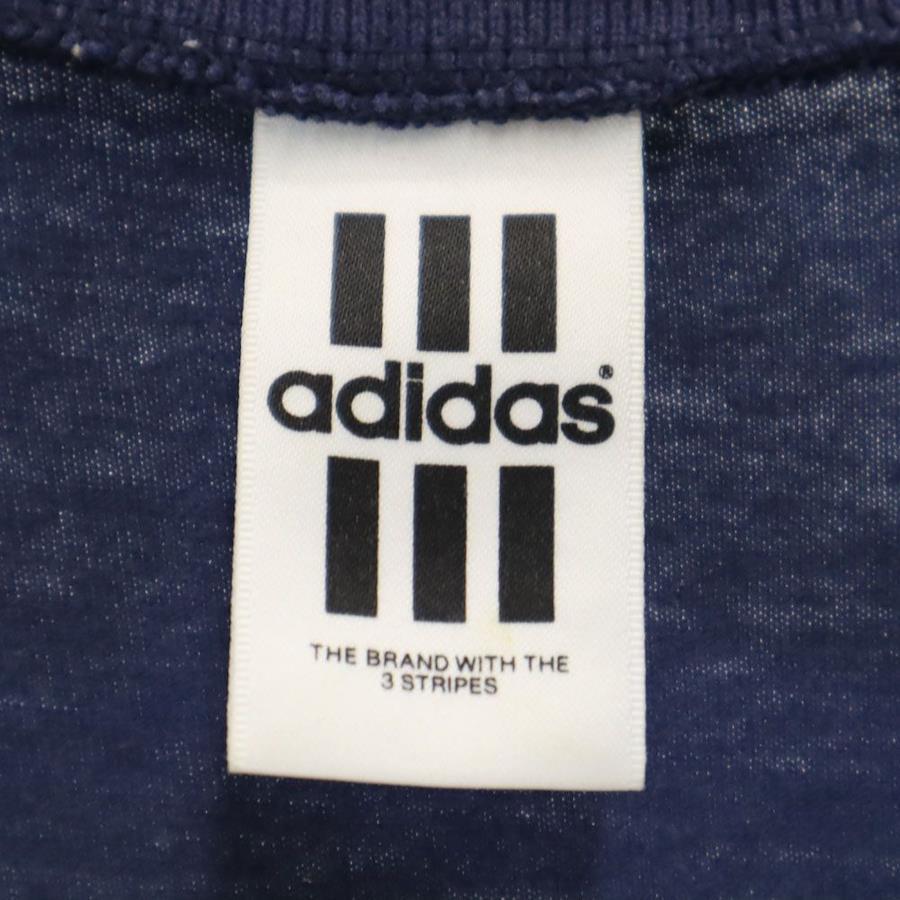 adidas®
THE BRAND WITH THE
3 STRIPES